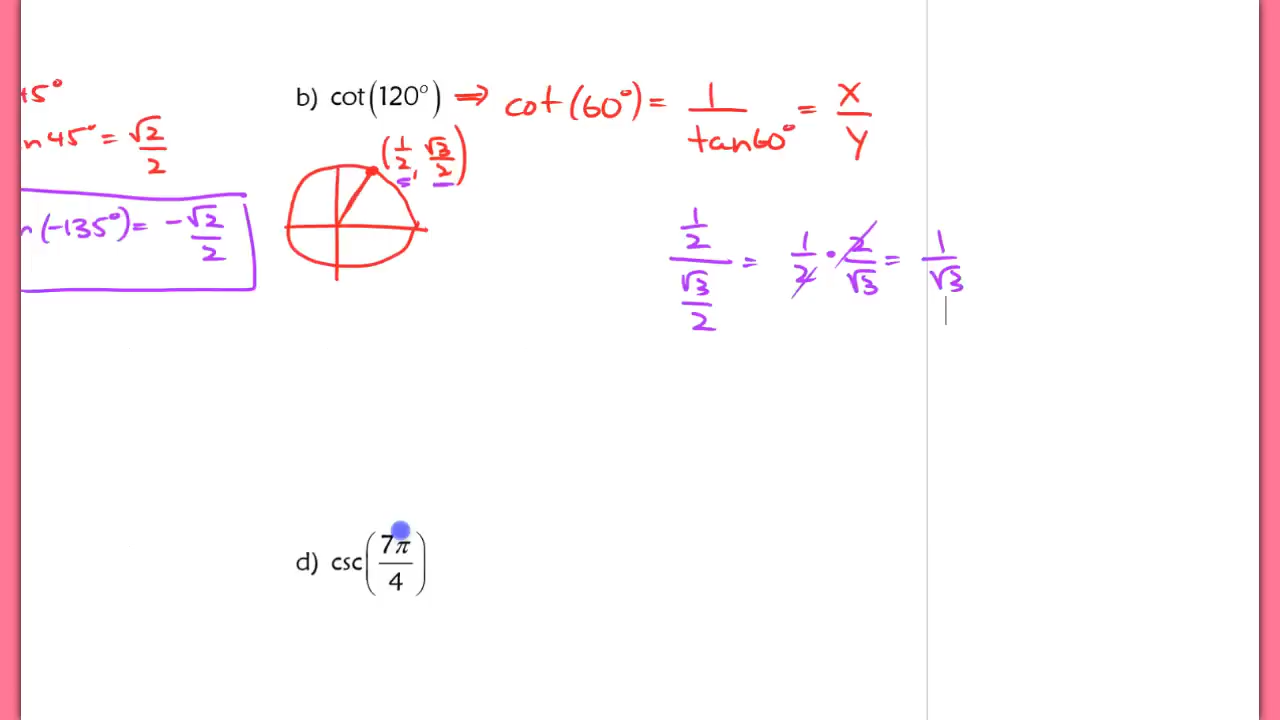 45°
n 45° = √2/2
n(-135°) = -√2/2
b) cot(120°) ⇒ cot(60°) = 1/tan60° = x/y
(1/2, √3/2)
(1/2)/(√3/2) = 1/2 · 2/√3 = 1/√3
d) csc(7π/4)